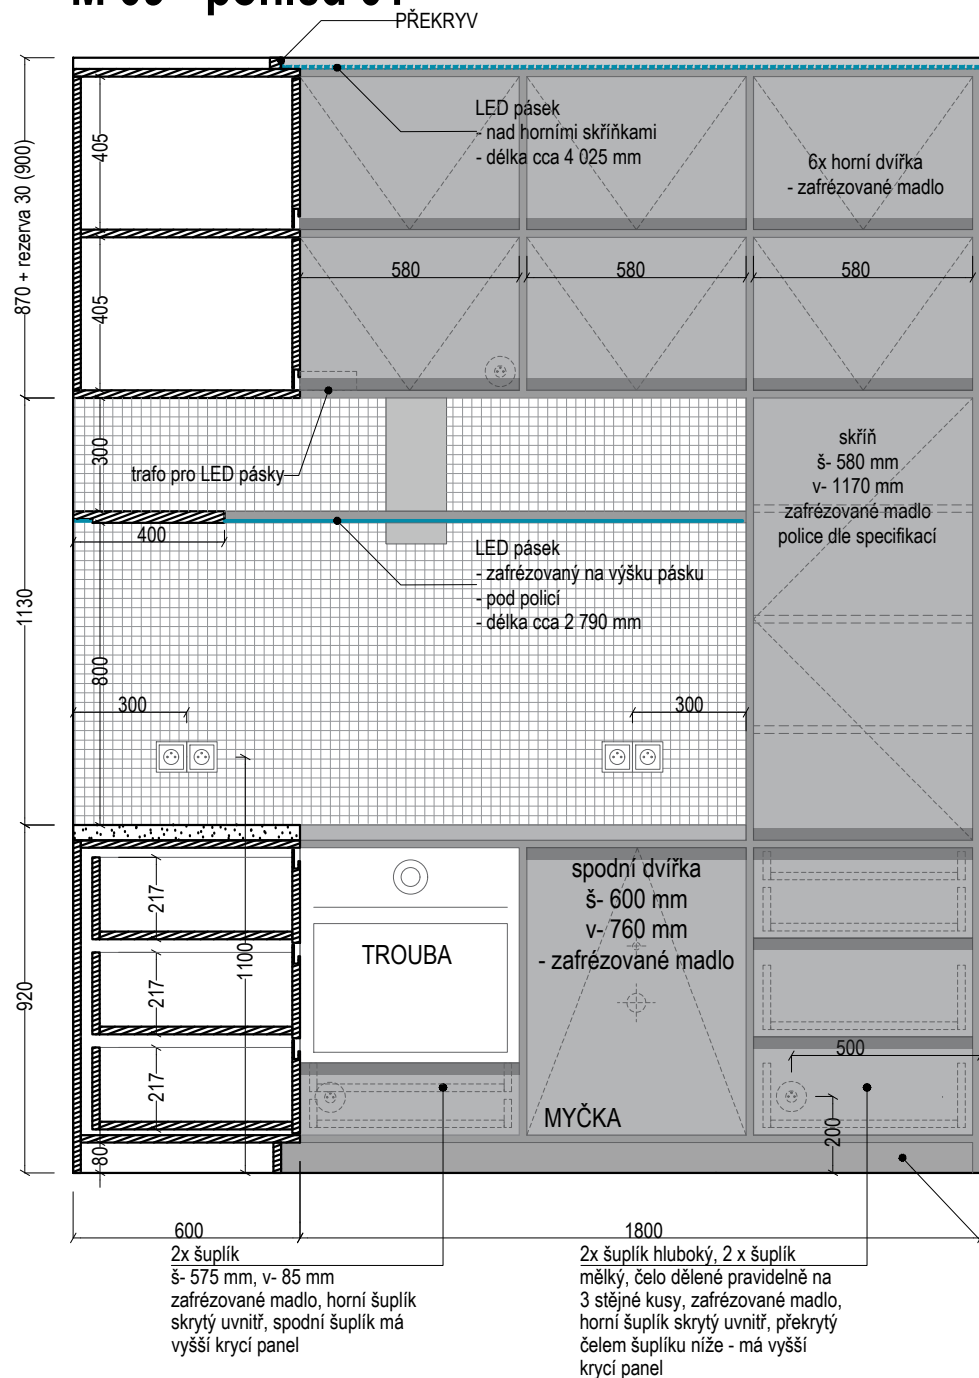 PŘEKRYV
LED pásek
- nad horními skříňkami
- délka cca 4 025 mm
6x horní dvířka
- zafrézované madlo
870 + rezerva 30 (900)
405
405
580
580
580
300
trafo pro LED pásky
skříň
š- 580 mm
v- 1170 mm
zafrézované madlo
police dle specifikací
400
LED pásek
- zafrézovaný na výšku pásku
- pod policí
- délka cca 2 790 mm
1130
800
300
300
217
217
217
1100
920
80
TROUBA
spodní dvířka
š- 600 mm
v- 760 mm
- zafrézované madlo
MYČKA
500
200
600
1800
2x šuplík
š- 575 mm, v- 85 mm
zafrézované madlo, horní šuplík
skrytý uvnitř, spodní šuplík má
vyšší krycí panel
2x šuplík hluboký, 2 x šuplík
mělký, čelo dělené pravidelně na
3 stějné kusy, zafrézované madlo,
horní šuplík skrytý uvnitř, překrytý
čelem šuplíku níže - má vyšší
krycí panel